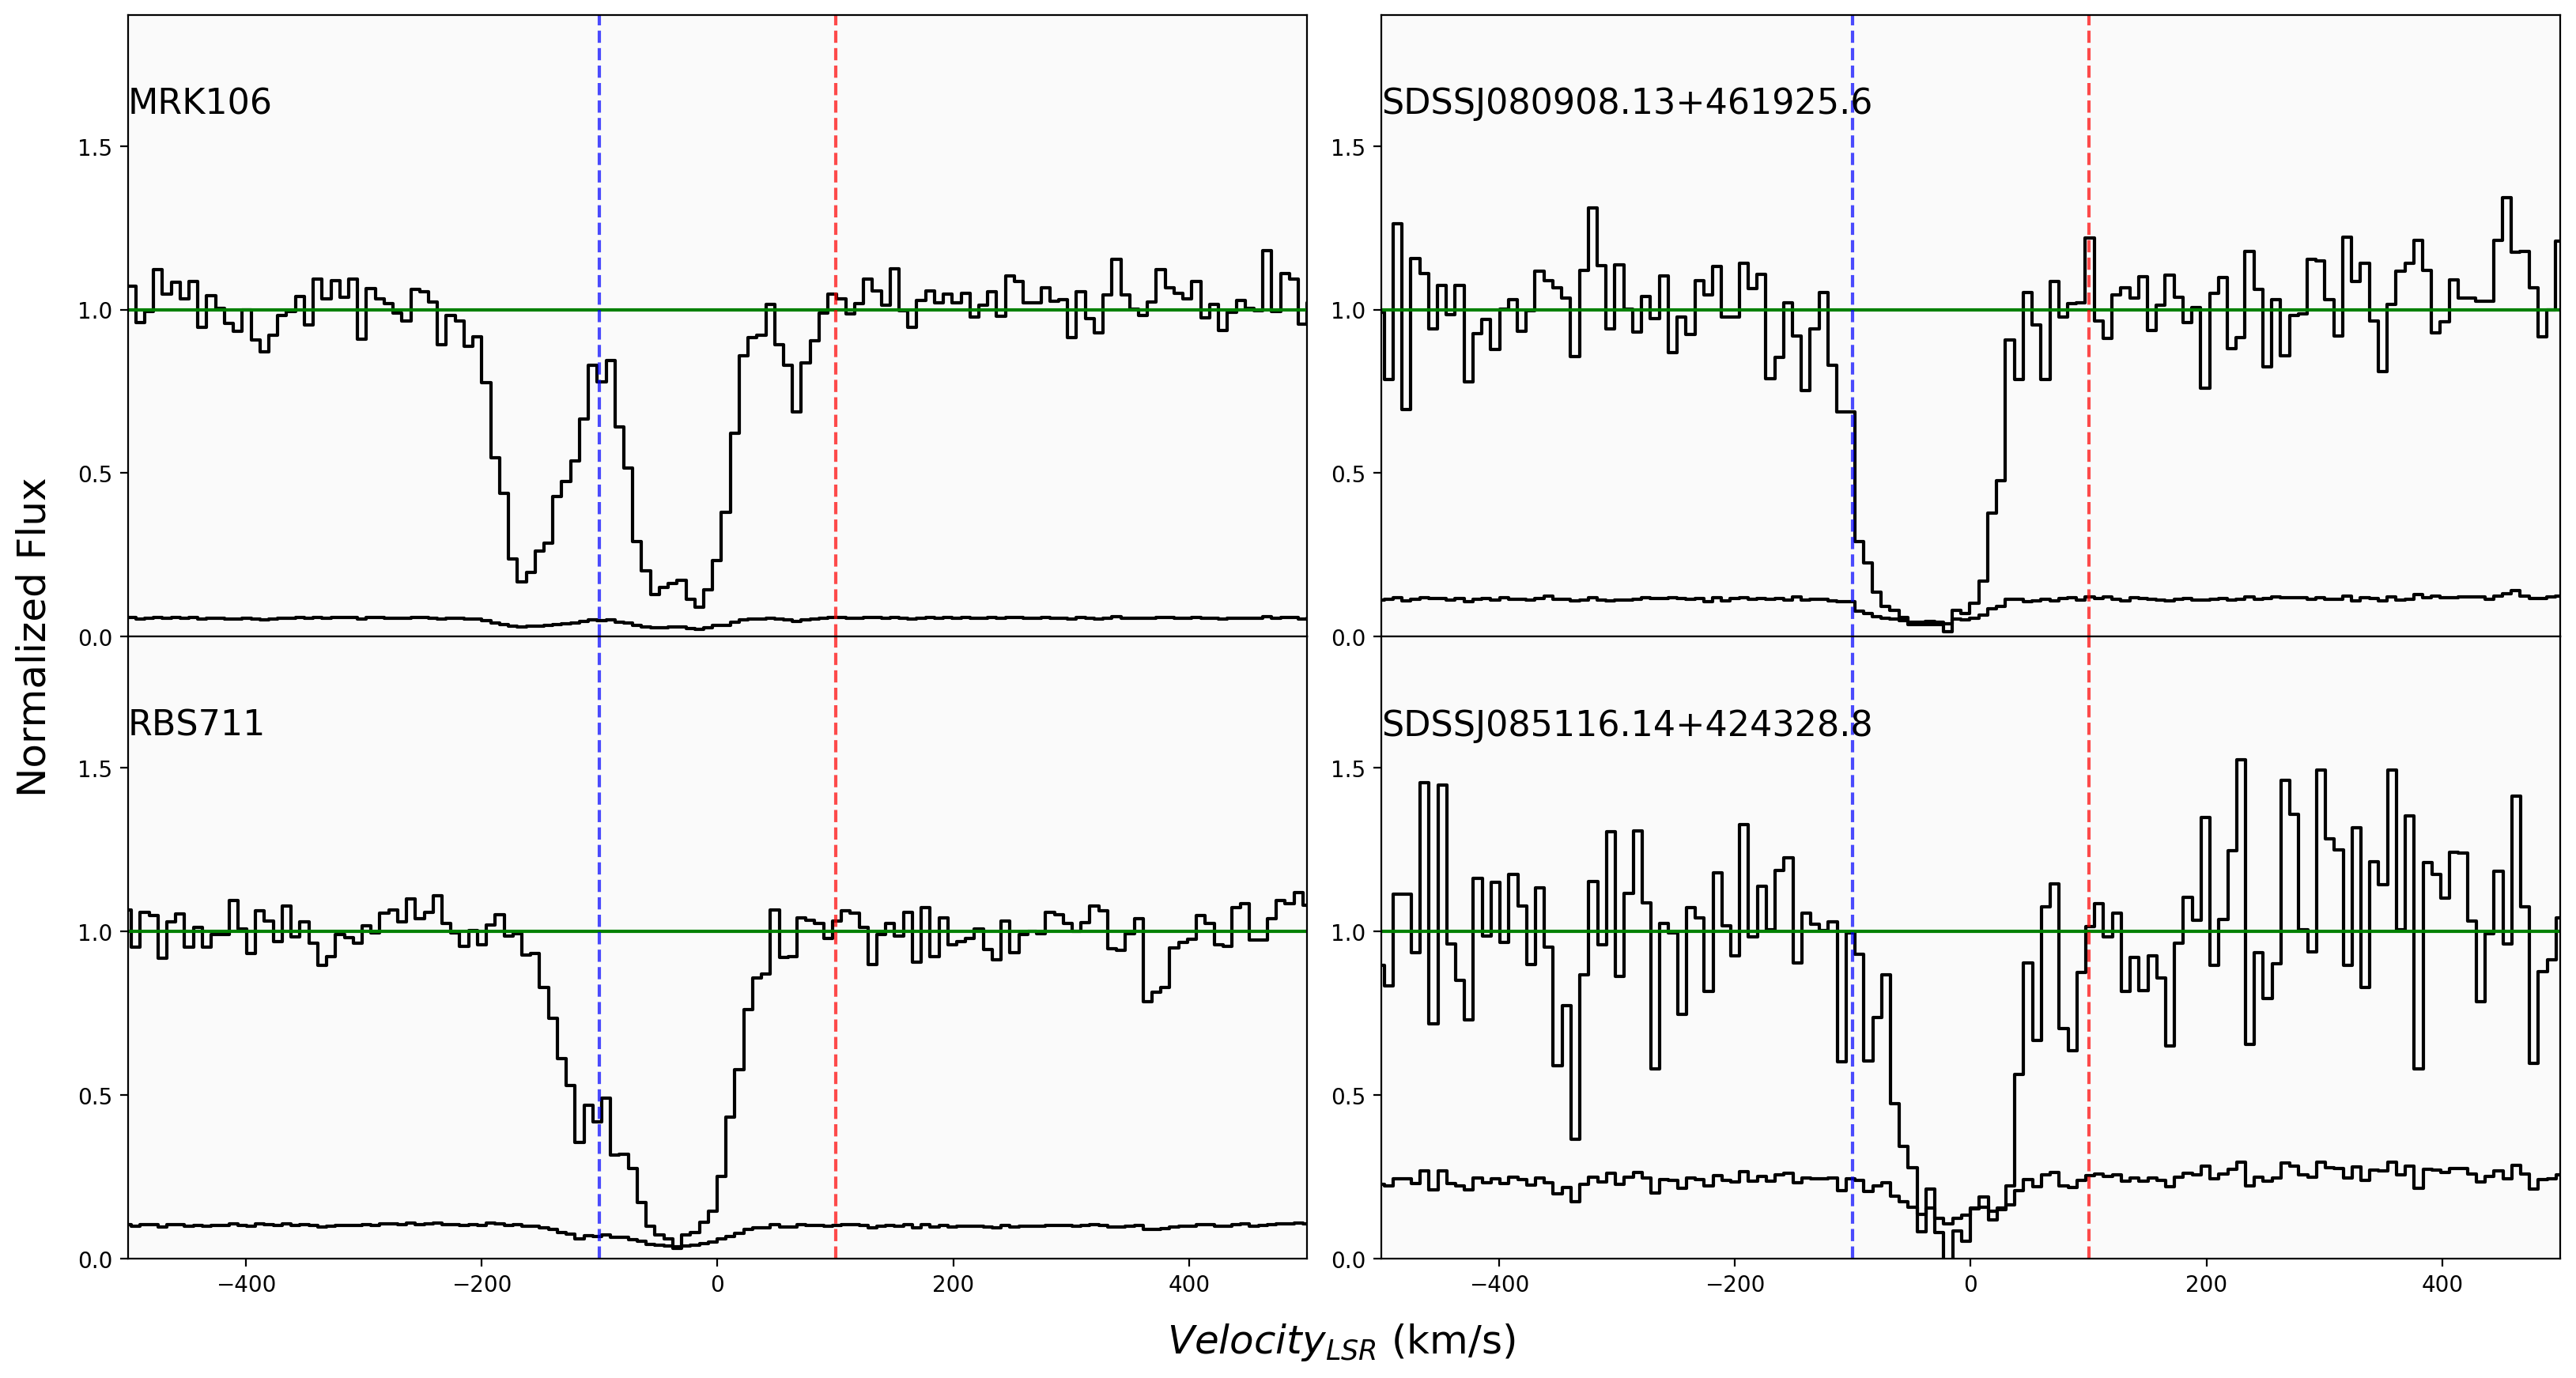 MRK106
1.5
1.0
0.5
0.0
SDSSJ080908.13+461925.6
1.5
1.0
0.5
0.0
Normalized Flux
RBS711
1.5
1.0
0.5
0.0
−400 −200 0 200 400
SDSSJ085116.14+424328.8
1.5
1.0
0.5
0.0
−400 −200 0 200 400
Velocity_LSR (km/s)